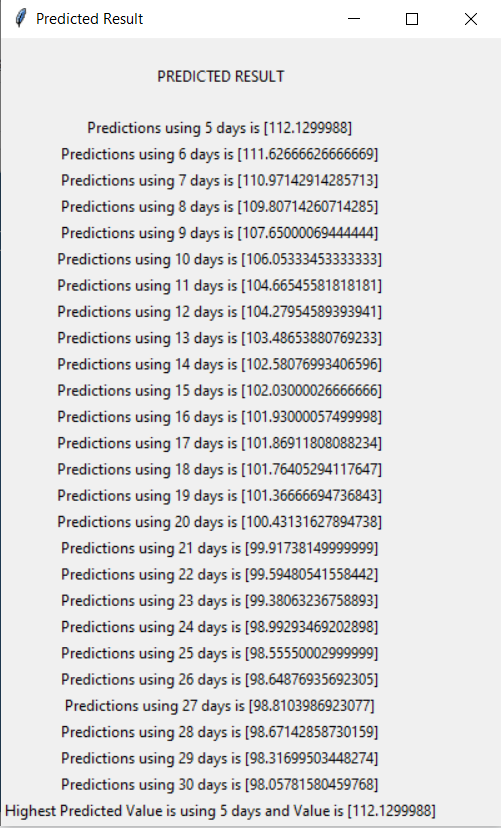 Predicted Result
PREDICTED RESULT
Predictions using 5 days is [112.1299988]
Predictions using 6 days is [111.62666626666669]
Predictions using 7 days is [110.97142914285713]
Predictions using 8 days is [109.80714260714285]
Predictions using 9 days is [107.65000069444444]
Predictions using 10 days is [106.05333453333333]
Predictions using 11 days is [104.66545581818181]
Predictions using 12 days is [104.27954589393941]
Predictions using 13 days is [103.48653880769233]
Predictions using 14 days is [102.58076993406596]
Predictions using 15 days is [102.03000026666666]
Predictions using 16 days is [101.93000057499998]
Predictions using 17 days is [101.86911808088234]
Predictions using 18 days is [101.76405294117647]
Predictions using 19 days is [101.36666694736843]
Predictions using 20 days is [100.43131627894738]
Predictions using 21 days is [99.91738149999999]
Predictions using 22 days is [99.59480541558442]
Predictions using 23 days is [99.38063236758893]
Predictions using 24 days is [98.99293469202898]
Predictions using 25 days is [98.55500002999999]
Predictions using 26 days is [98.64876935692305]
Predictions using 27 days is [98.8103986923077]
Predictions using 28 days is [98.67142858730159]
Predictions using 29 days is [98.31699503448274]
Predictions using 30 days is [98.05781580459768]
Highest Predicted Value is using 5 days and Value is [112.1299988]